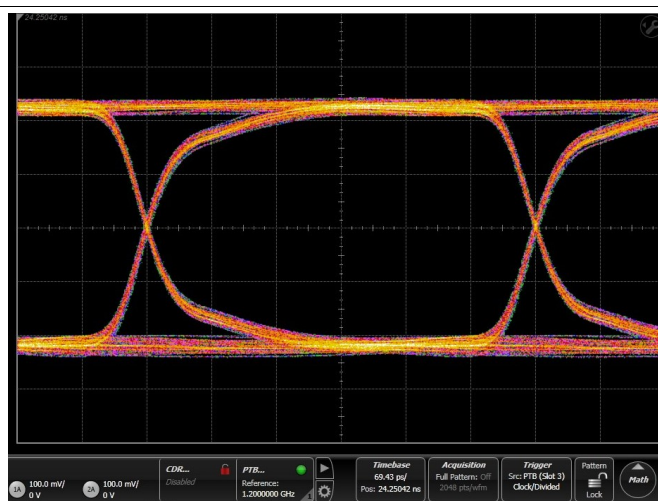 24.25042 ns
1A 100.0 mV/
0 V
2A 100.0 mV/
0 V
CDR...
Disabled
PTB...
Reference:
1.2000000 GHz
Timebase
69.43 ps/
Pos: 24.25042 ns
Acquisition
Full Pattern: Off
2048 pts/wfm
Trigger
Src: PTB (Slot 3)
Clock/Divided
Pattern
Lock
Math